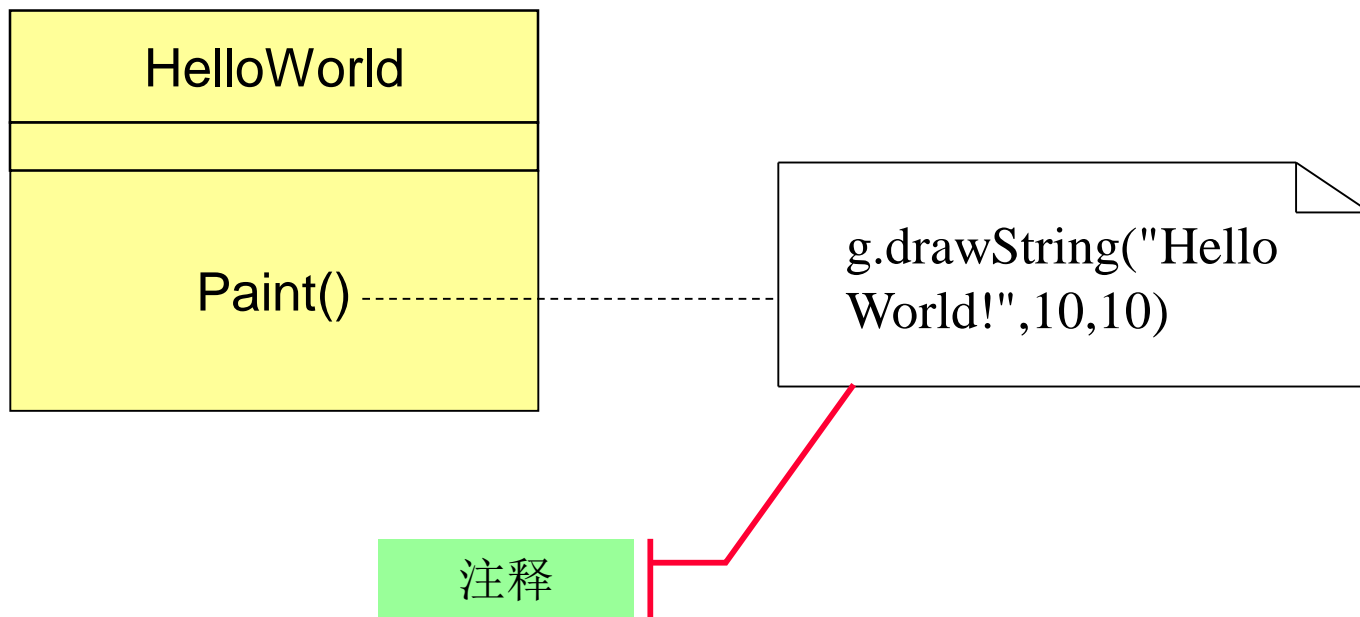 HelloWorld
Paint()
g.drawString("Hello
World!",10,10)
注释